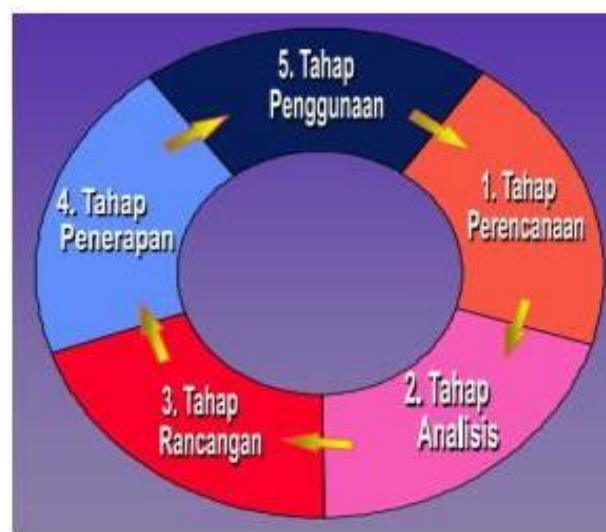 5. Tahap
Penggunaan
1. Tahap
Perencanaan
2. Tahap
Analisis
3. Tahap
Rancangan
4. Tahap
Penerapan